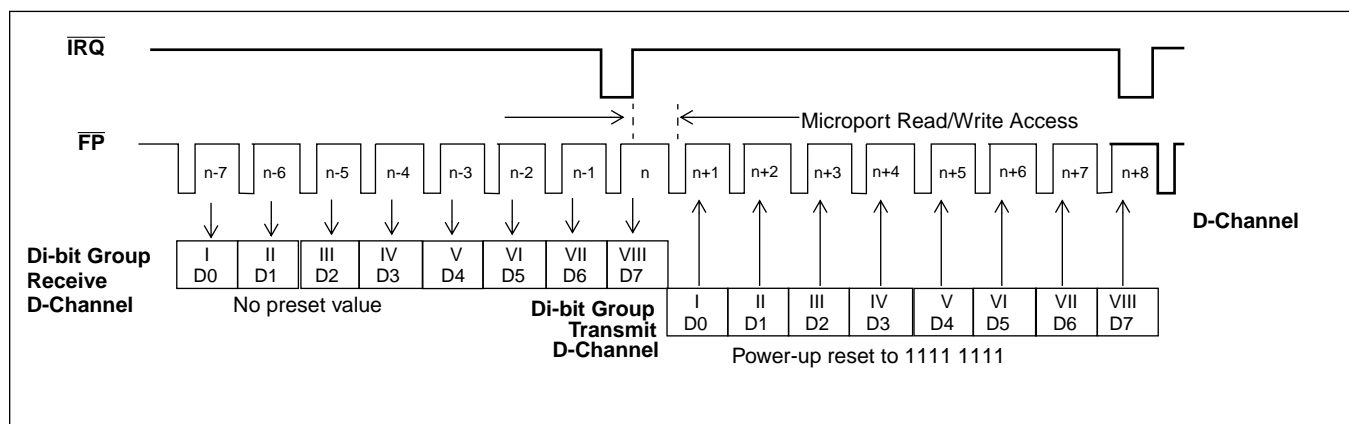 IRQ
Microport Read/Write Access
FP
n-7 n-6 n-5 n-4 n-3 n-2 n-1 n n+1 n+2 n+3 n+4 n+5 n+6 n+7 n+8
D-Channel
Di-bit Group
Receive
D-Channel
I II III IV V VI VII VIII
D0 D1 D2 D3 D4 D5 D6 D7
No preset value
Di-bit Group
Transmit
D-Channel
I II III IV V VI VII VIII
D0 D1 D2 D3 D4 D5 D6 D7
Power-up reset to 1111 1111